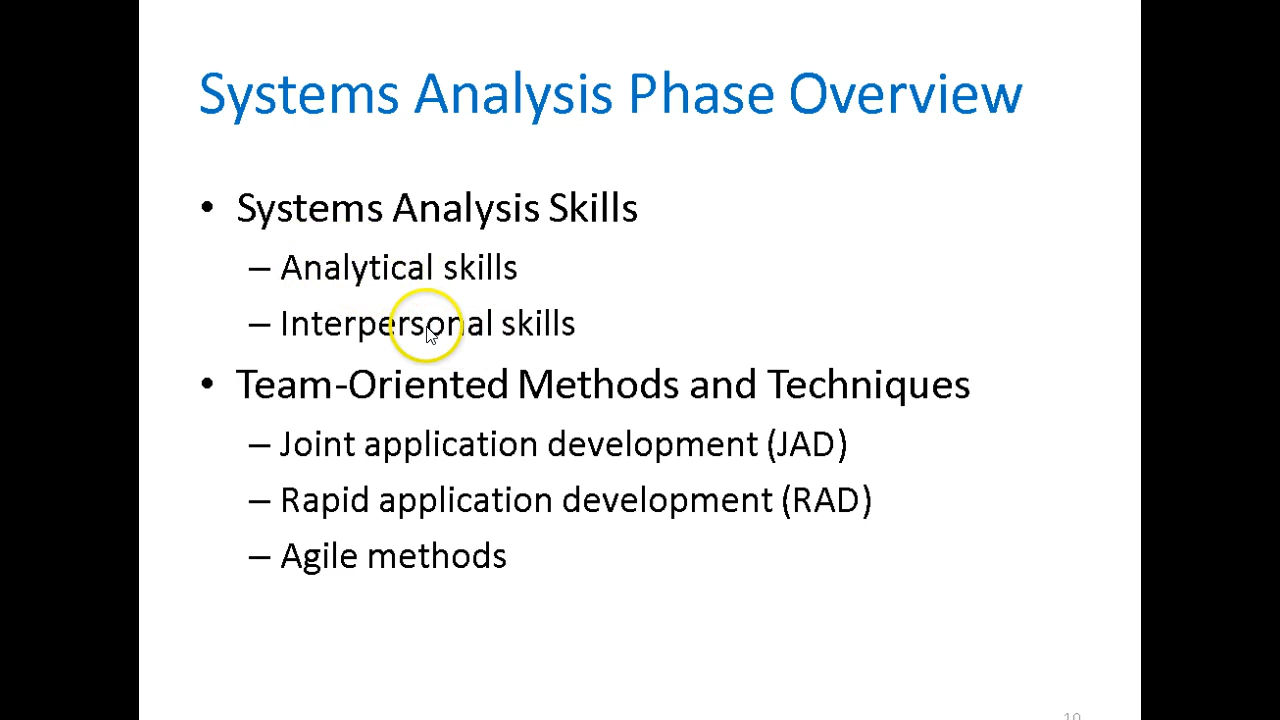 Systems Analysis Phase Overview
• Systems Analysis Skills
– Analytical skills
– Interpersonal skills
• Team-Oriented Methods and Techniques
– Joint application development (JAD)
– Rapid application development (RAD)
– Agile methods
10